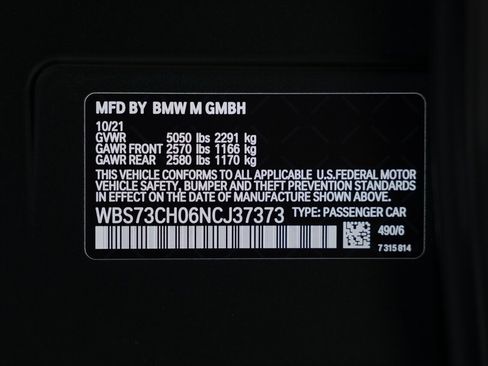 MFD BY BMW M GMBH
10/21
GVWR 5050 lbs 2291 kg
GAWR FRONT 2570 lbs 1166 kg
GAWR REAR 2580 lbs 1170 kg
THIS VEHICLE CONFORMS TO ALL APPLICABLE U.S.FEDERAL MOTOR
VEHICLE SAFETY, BUMPER AND THEFT PREVENTION STANDARDS
IN EFFECT ON THE DATE OF MANUFACTURE SHOWN ABOVE.
WBS73CH06NCJ37373 TYPE: PASSENGER CAR
490/6
7 315 814